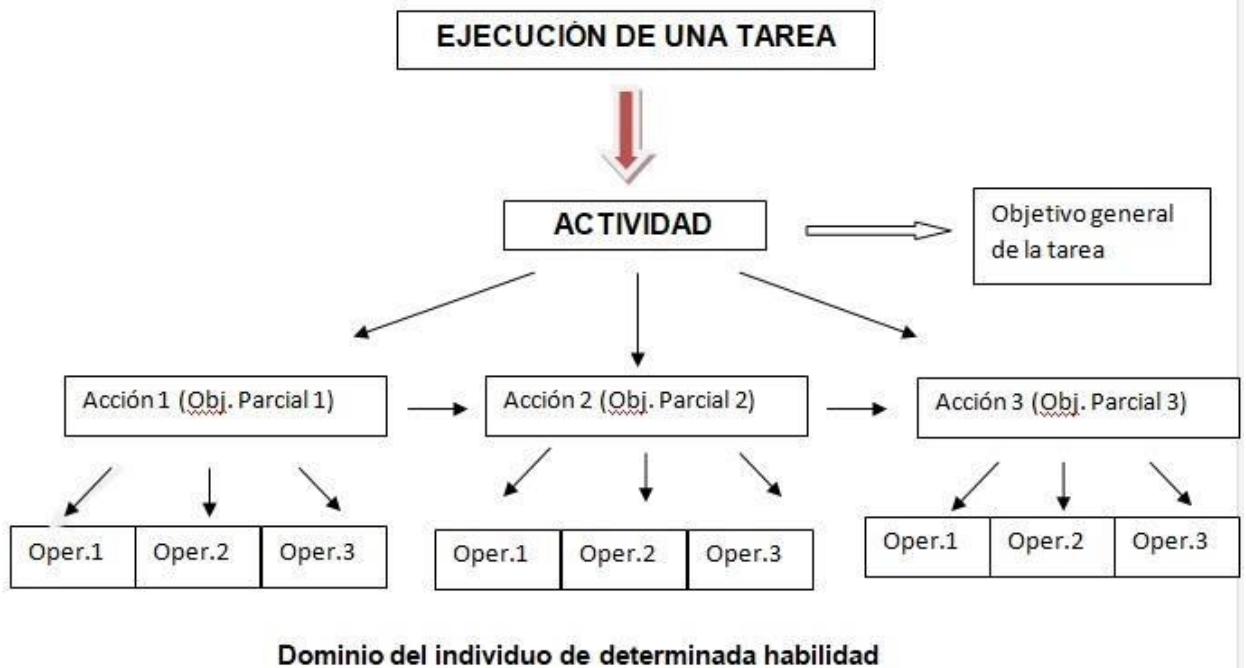 EJECUCIÓN DE UNA TAREA
ACTIVIDAD
Objetivo general
de la tarea
Acción 1 (Obj. Parcial 1)
Acción 2 (Obj. Parcial 2)
Acción 3 (Obj. Parcial 3)
Oper.1
Oper.2
Oper.3
Oper.1
Oper.2
Oper.3
Oper.1
Oper.2
Oper.3
Dominio del individuo de determinada habilidad